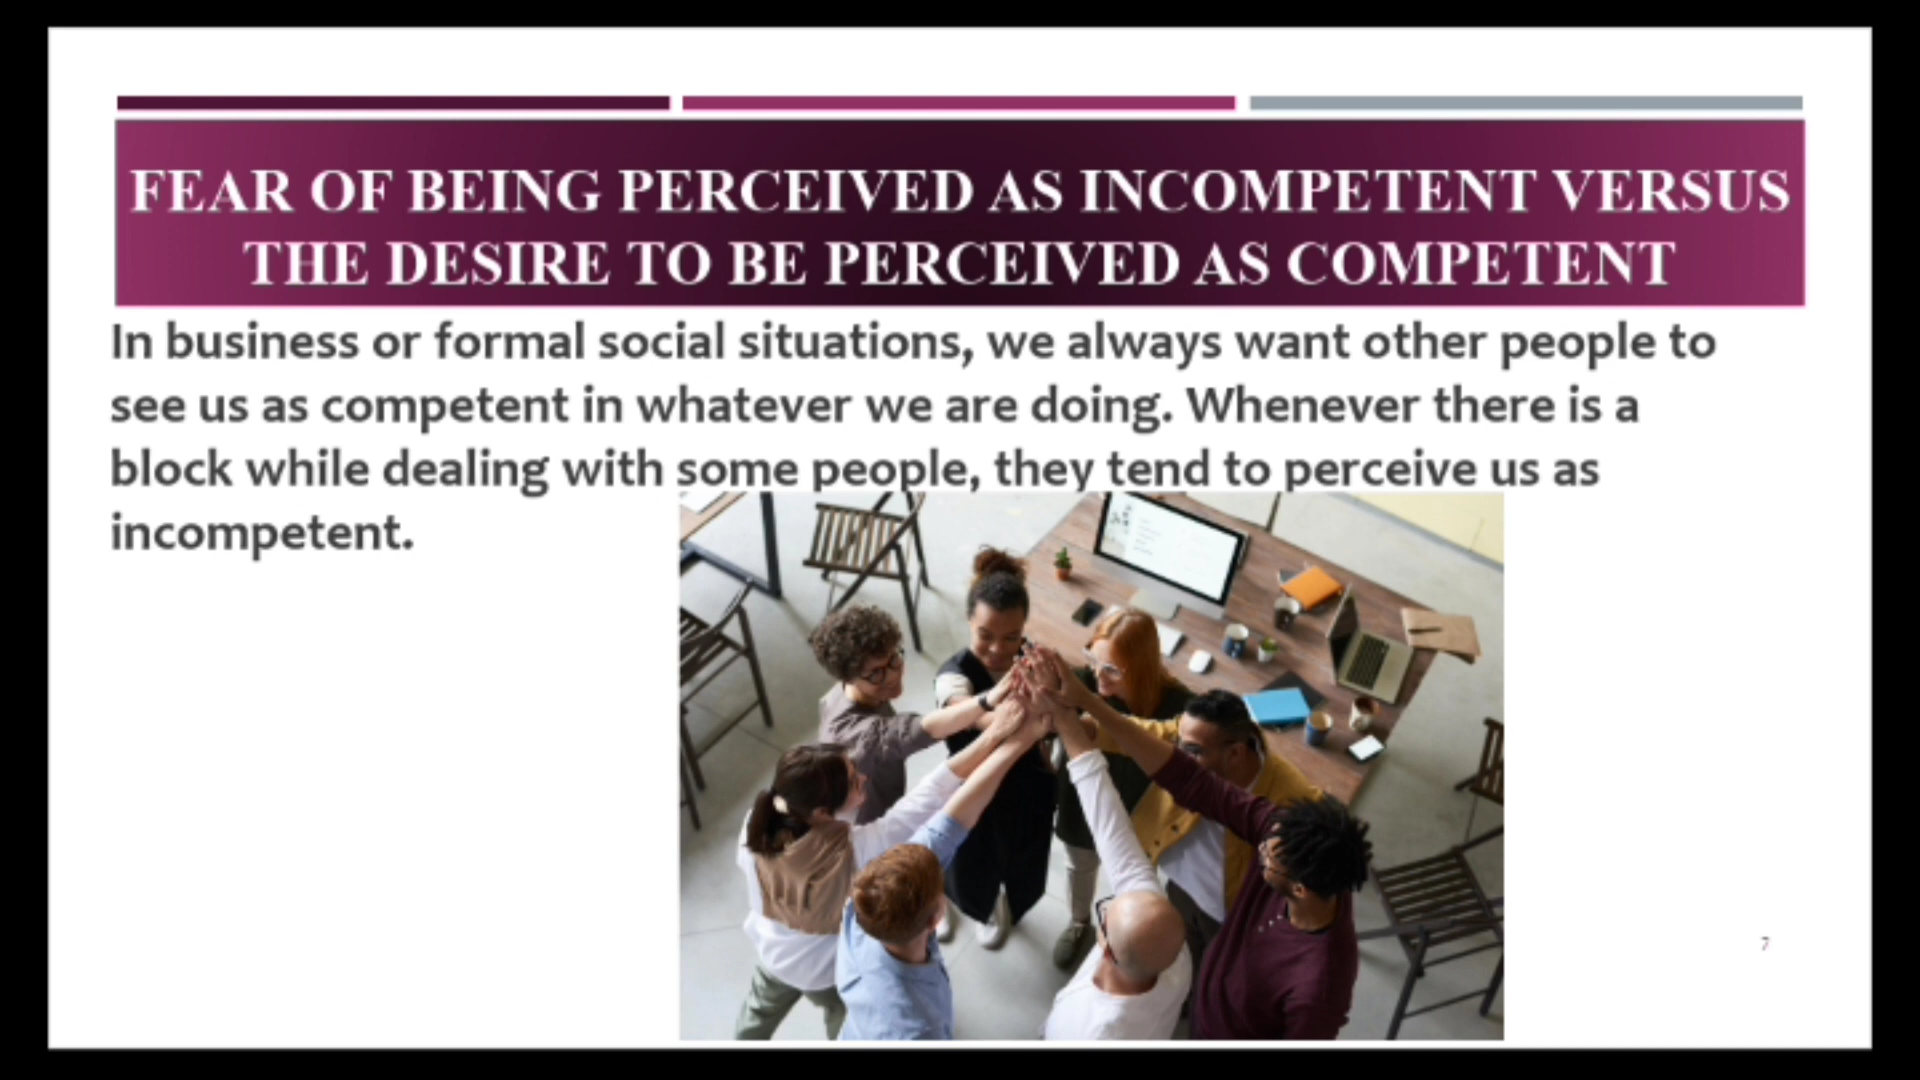 FEAR OF BEING PERCEIVED AS INCOMPETENT VERSUS
THE DESIRE TO BE PERCEIVED AS COMPETENT
In business or formal social situations, we always want other people to
see us as competent in whatever we are doing. Whenever there is a
block while dealing with some people, they tend to perceive us as
incompetent.
7